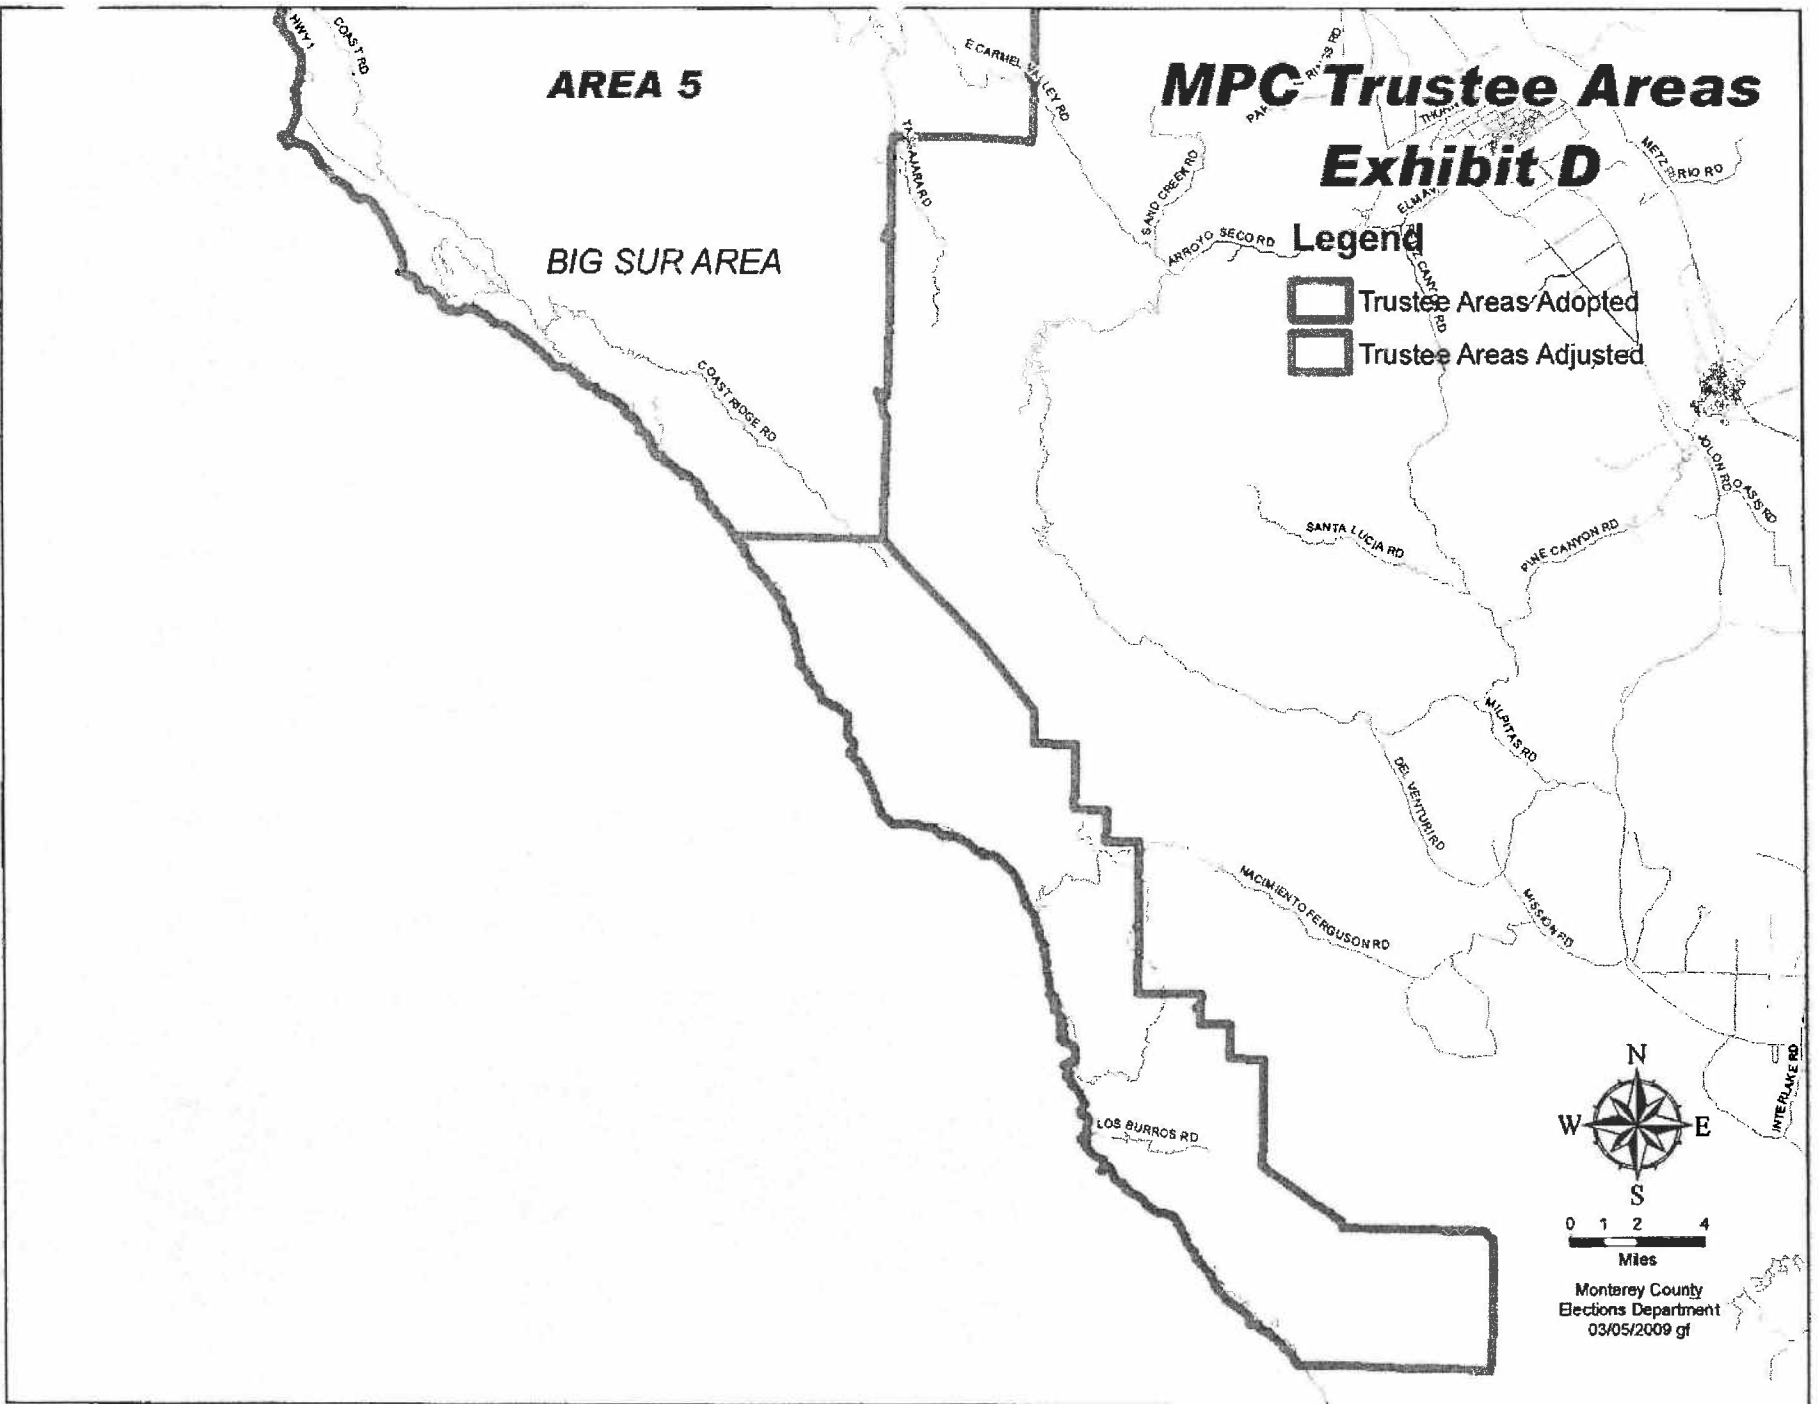 MPC Trustee Areas
Exhibit D
Legend
Trustee Areas Adopted
Trustee Areas Adjusted
AREA 5
BIG SUR AREA
HWY 1
COAST RD
E CARMEL VALLEY RD
SAND CREEK RD
ARROYO SECO RD
METZ RD
RIO RD
COAST RIDGE RD
JOLON RD
OASIS RD
SANTA LUCIA RD
PINE CANYON RD
MILPITAS RD
DEL VENTURI RD
NACIMIENTO FERGUSON RD
MISSION RD
LOS BURROS RD
INTERLAKE RD
N
W
E
S
0 1 2 4
Miles
Monterey County
Elections Department
03/05/2009 gf